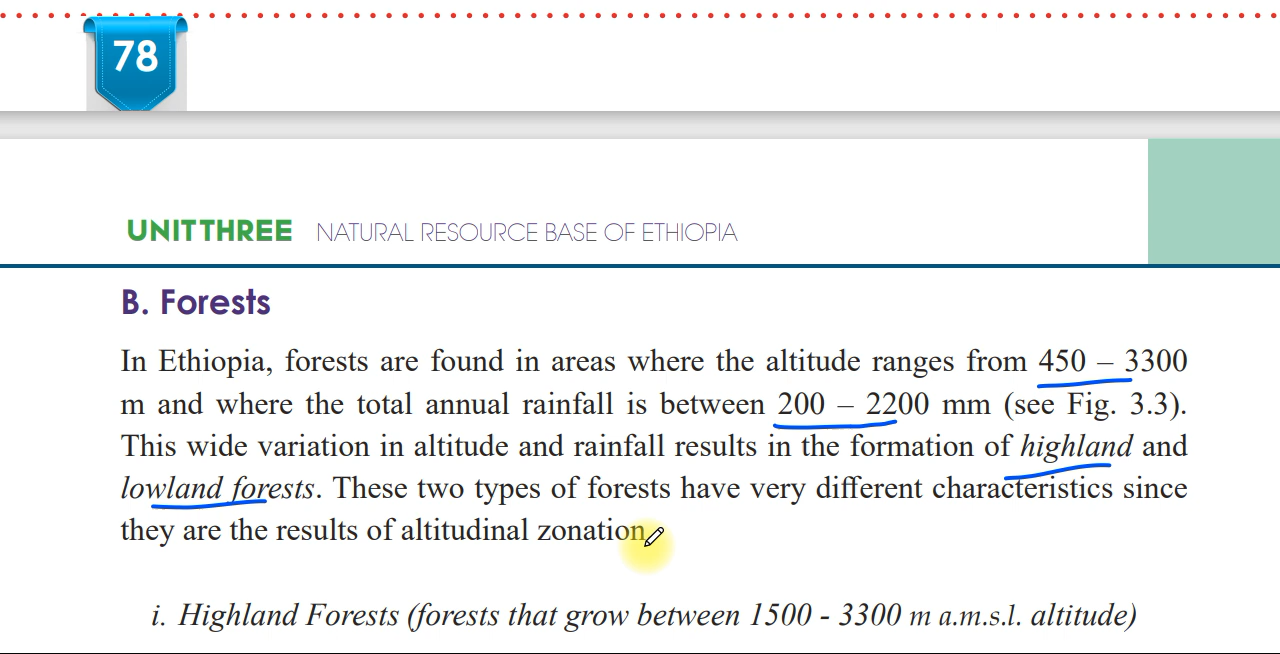 78
UNIT THREE NATURAL RESOURCE BASE OF ETHIOPIA
B. Forests
In Ethiopia, forests are found in areas where the altitude ranges from 450 – 3300
m and where the total annual rainfall is between 200 – 2200 mm (see Fig. 3.3).
This wide variation in altitude and rainfall results in the formation of highland and
lowland forests. These two types of forests have very different characteristics since
they are the results of altitudinal zonation.
i. Highland Forests (forests that grow between 1500 - 3300 m a.m.s.l. altitude)